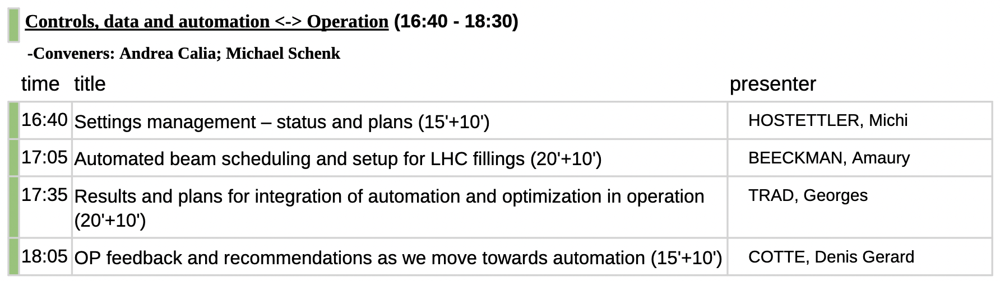 Controls, data and automation <-> Operation (16:40 - 18:30)
-Conveners: Andrea Calia; Michael Schenk
time title presenter
16:40 Settings management – status and plans (15'+10') HOSTETTLER, Michi
17:05 Automated beam scheduling and setup for LHC fillings (20'+10') BEECKMAN, Amaury
17:35 Results and plans for integration of automation and optimization in operation TRAD, Georges
(20'+10')
18:05 OP feedback and recommendations as we move towards automation (15'+10') COTTE, Denis Gerard